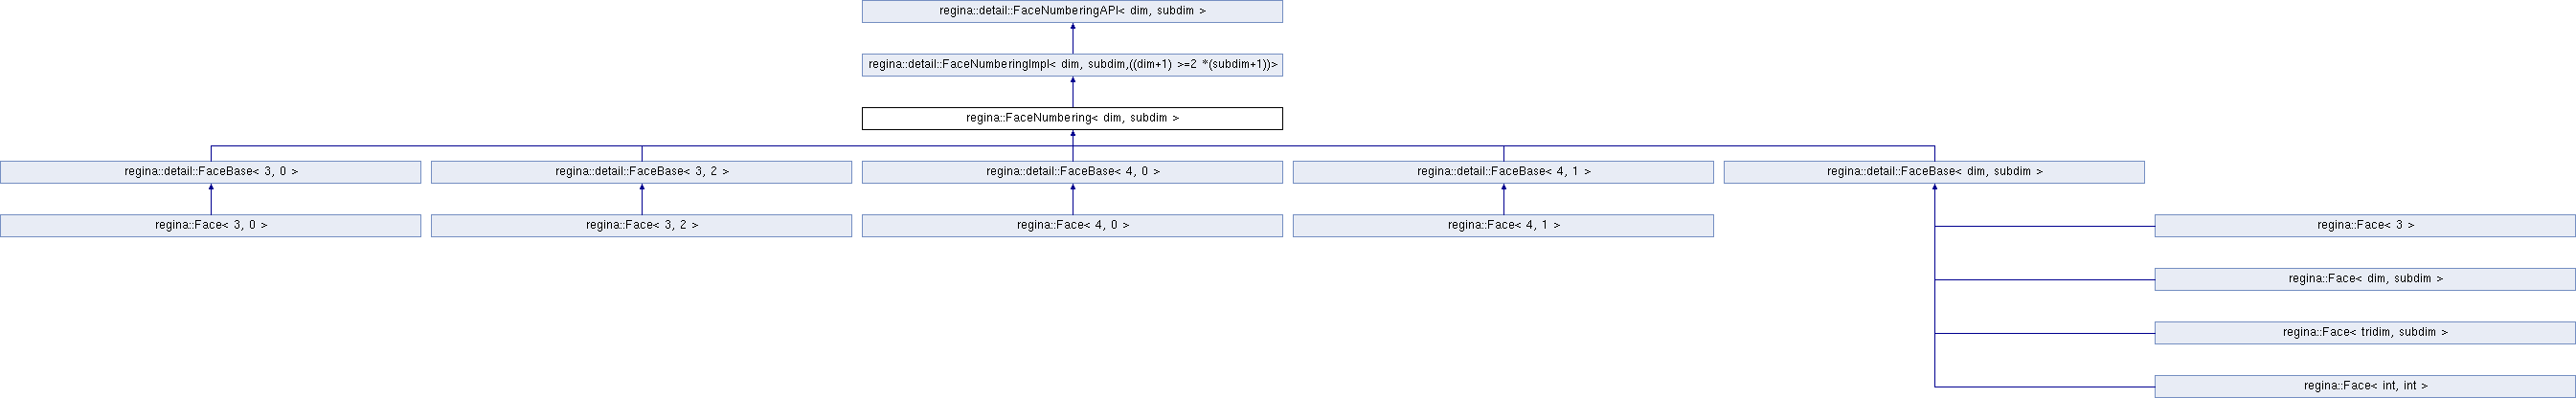 regina::detail::FaceNumberingAPI< dim, subdim >
regina::detail::FaceNumberingImpl< dim, subdim,((dim+1) >=2 *(subdim+1))>
regina::FaceNumbering< dim, subdim >
regina::detail::FaceBase< 3, 0 >
regina::detail::FaceBase< 3, 2 >
regina::detail::FaceBase< 4, 0 >
regina::detail::FaceBase< 4, 1 >
regina::detail::FaceBase< dim, subdim >
regina::Face< 3, 0 >
regina::Face< 3, 2 >
regina::Face< 4, 0 >
regina::Face< 4, 1 >
regina::Face< 3 >
regina::Face< dim, subdim >
regina::Face< tridim, subdim >
regina::Face< int, int >